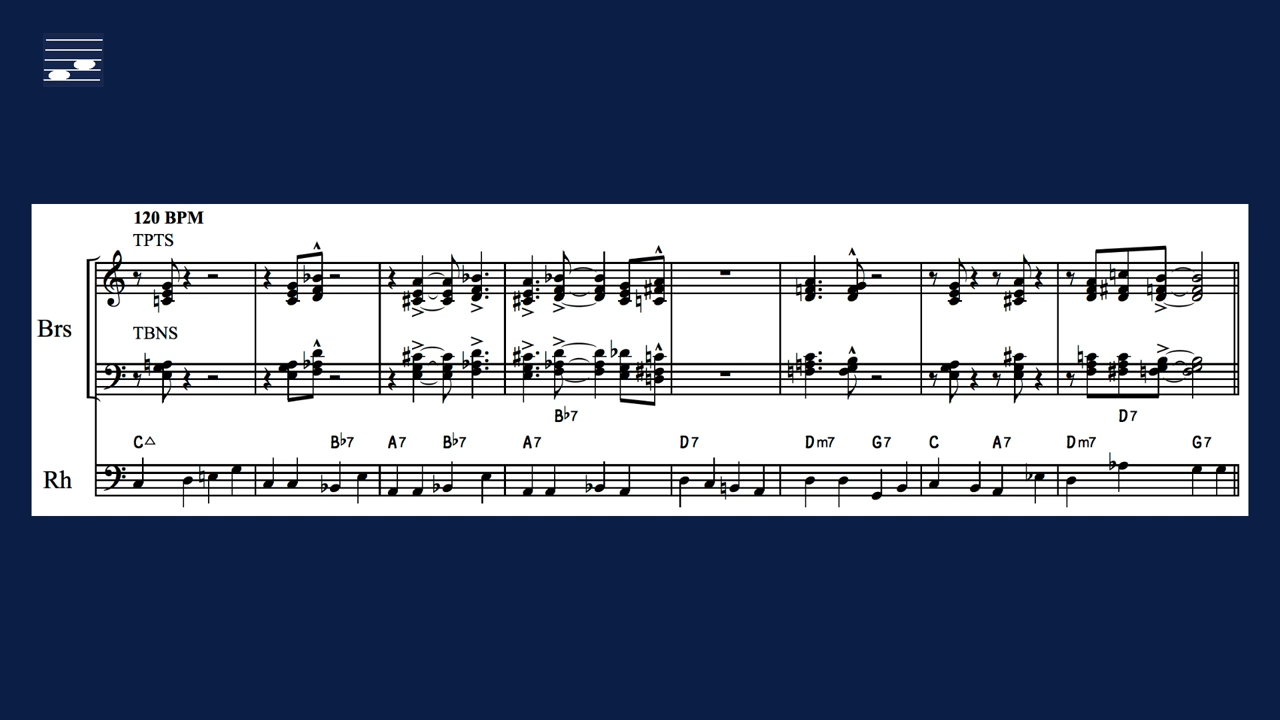 120 BPM
TPTS
Brs
TBNS
B♭7 D7
C△ B♭7 A7 B♭7 A7 D7 Dm7 G7 C A7 Dm7 G7
Rh